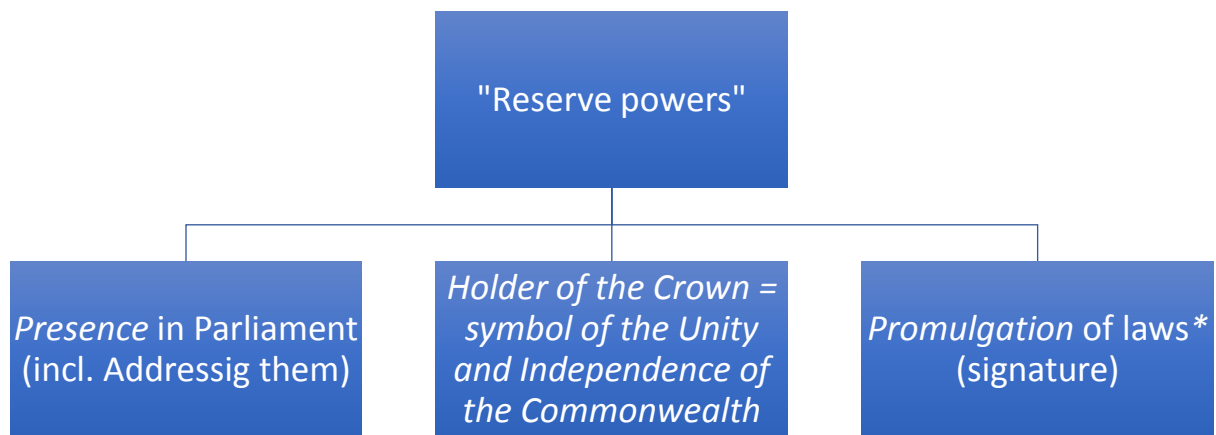 "Reserve powers"
Presence in Parliament
(incl. Addressig them)
Holder of the Crown =
symbol of the Unity
and Independence of
the Commonwealth
Promulgation of laws*
(signature)